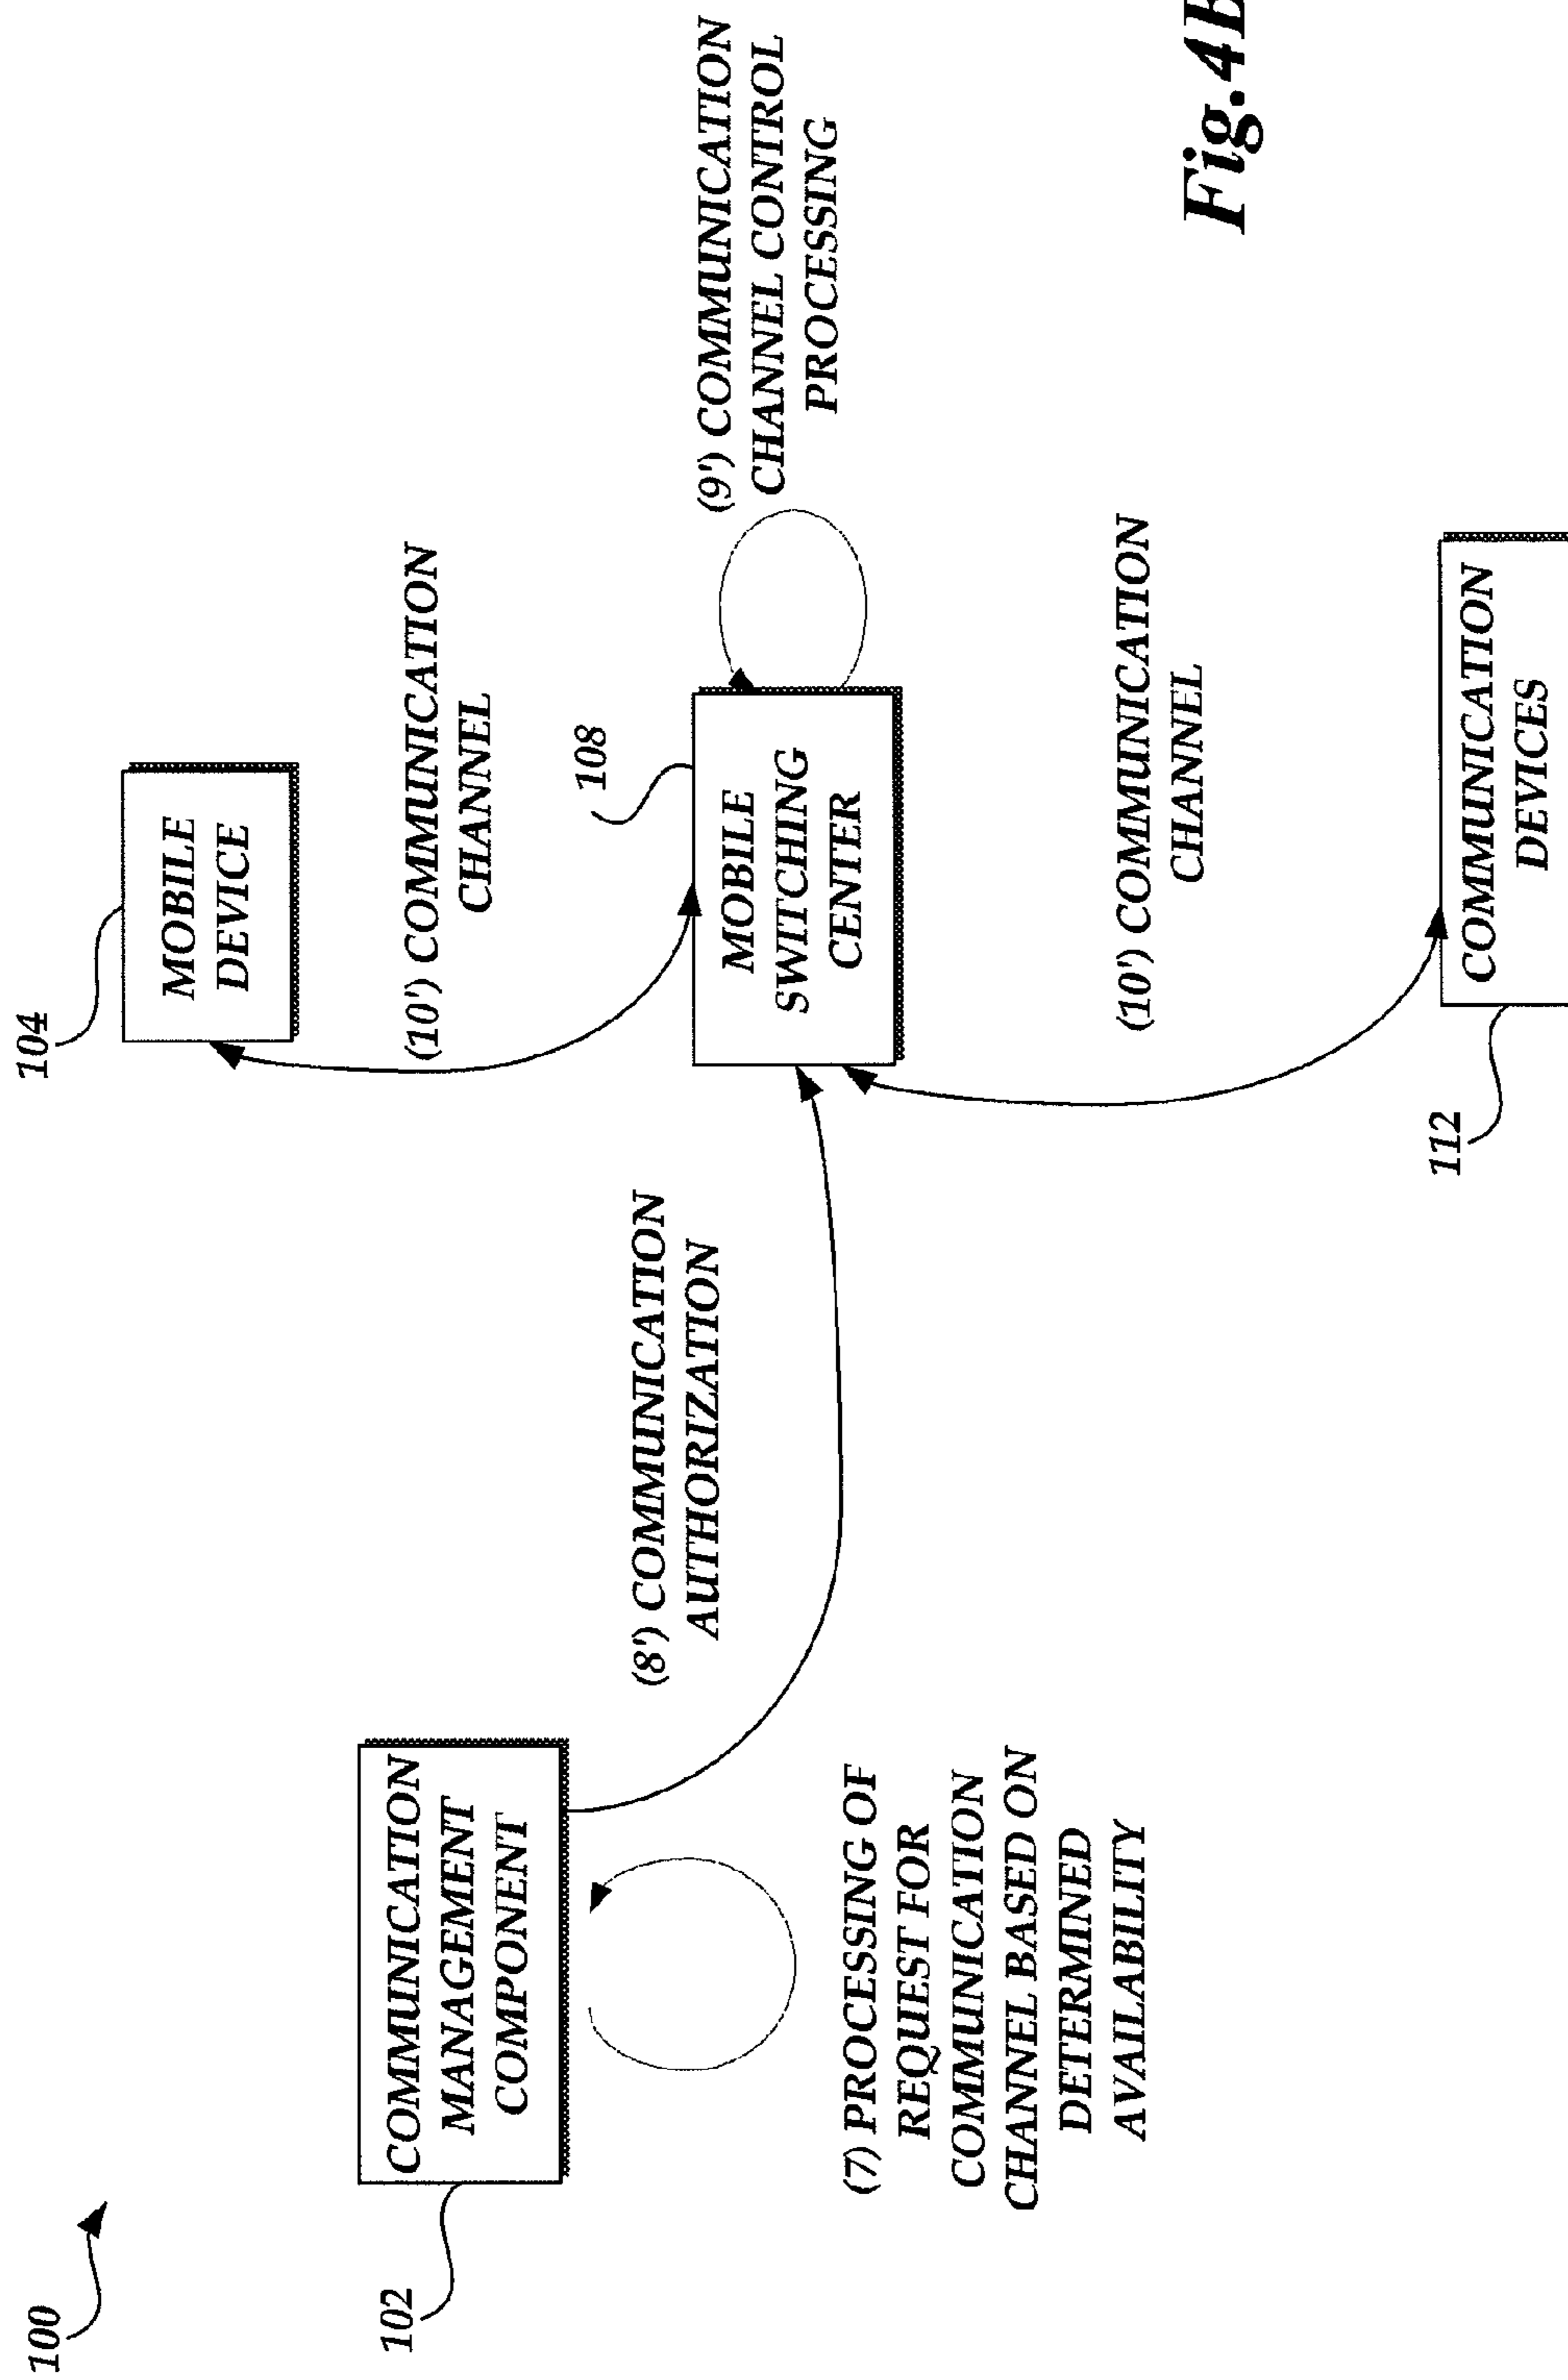 100
104
MOBILE
DEVICE
102
COMMUNICATION
MANAGEMENT
COMPONENT
(10') COMMUNICATION
CHANNEL
108
(8') COMMUNICATION
AUTHORIZATION
MOBILE
SWITCHING
CENTER
(9') COMMUNICATION
CHANNEL CONTROL
PROCESSING
(7) PROCESSING OF
REQUEST FOR
COMMUNICATION
CHANNEL BASED ON
DETERMINED
AVAILABILITY
(10') COMMUNICATION
CHANNEL
Fig.4B
112
COMMUNICATION
DEVICES